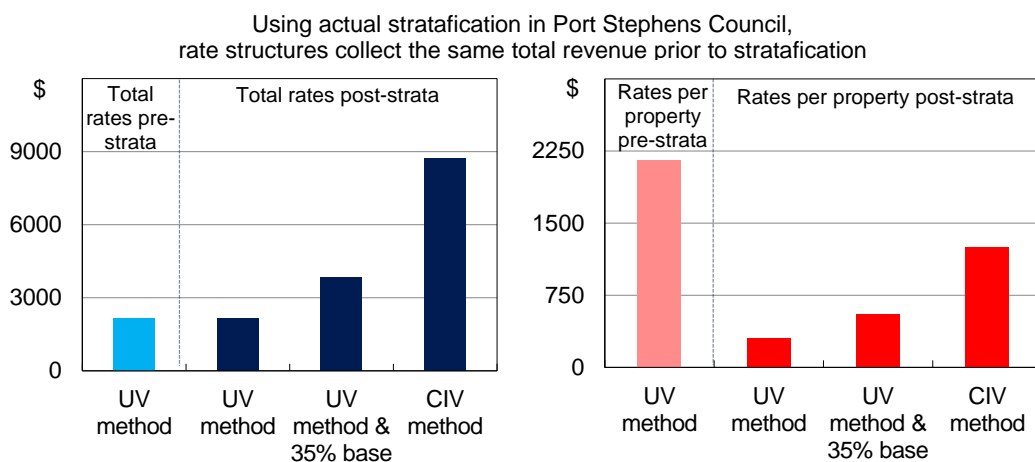 Using actual stratafication in Port Stephens Council,
rate structures collect the same total revenue prior to stratafication
$
Total
rates pre-
strata
Total rates post-strata
9000
6000
3000
0
UV
method
UV
method
UV
method &
35% base
CIV
method
$
Rates per
property
pre-strata
Rates per property post-strata
2250
1500
750
0
UV
method
UV
method
UV
method &
35% base
CIV
method